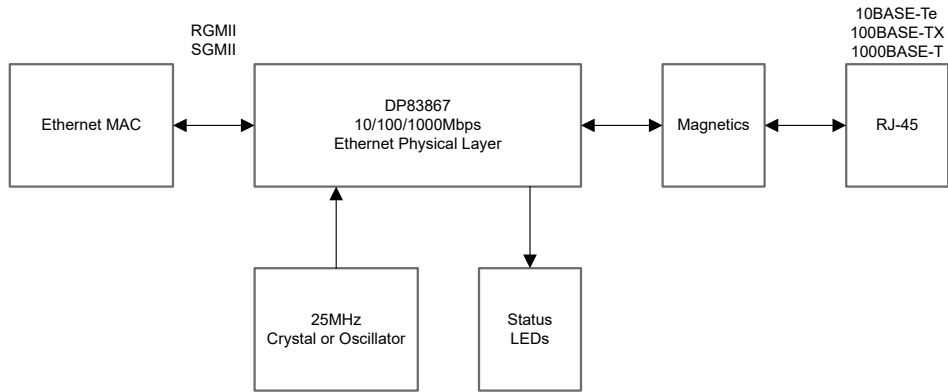 10BASE-Te
100BASE-TX
1000BASE-T
RGMII
SGMII
Ethernet MAC
DP83867
10/100/1000Mbps
Ethernet Physical Layer
Magnetics
RJ-45
25MHz
Crystal or Oscillator
Status
LEDs